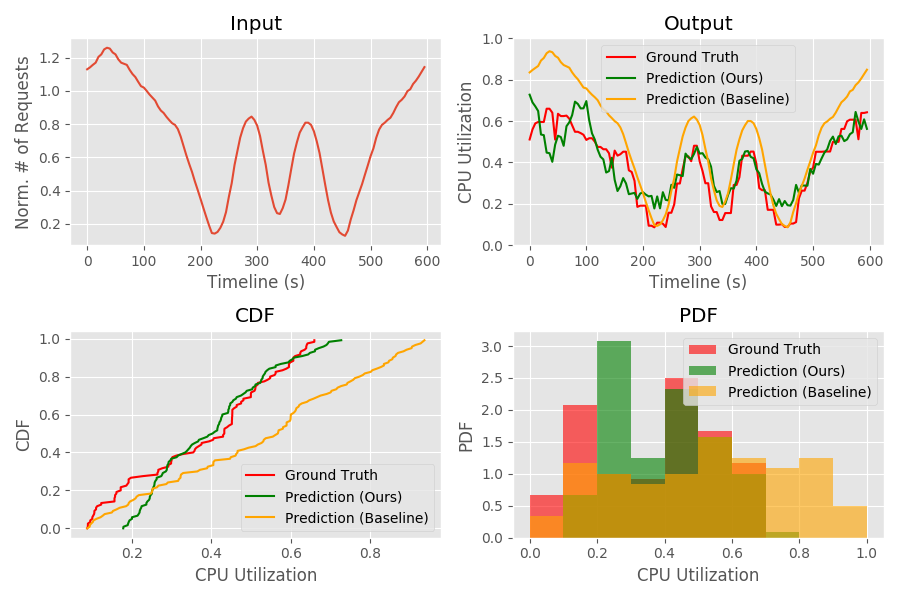 Input
Norm. # of Requests
1.2
1.0
0.8
0.6
0.4
0.2
0 100 200 300 400 500 600
Timeline (s)
Output
CPU Utilization
1.0
0.8
0.6
0.4
0.2
0.0
Ground Truth
Prediction (Ours)
Prediction (Baseline)
0 100 200 300 400 500 600
Timeline (s)
CDF
CDF
1.0
0.8
0.6
0.4
0.2
0.0
Ground Truth
Prediction (Ours)
Prediction (Baseline)
0.2 0.4 0.6 0.8
CPU Utilization
PDF
PDF
3.0
2.5
2.0
1.5
1.0
0.5
0.0
Ground Truth
Prediction (Ours)
Prediction (Baseline)
0.0 0.2 0.4 0.6 0.8 1.0
CPU Utilization